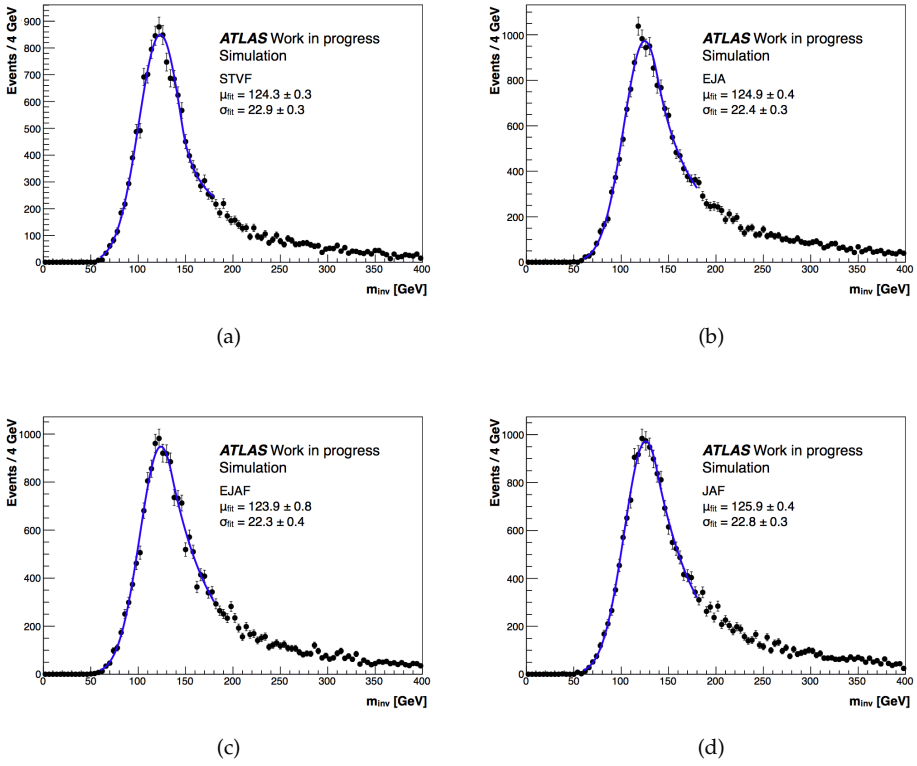 Events / 4 GeV
900
800
700
600
500
400
300
200
100
0
ATLAS Work in progress
Simulation
STVF
μfit = 124.3 ± 0.3
σfit = 22.9 ± 0.3
0 50 100 150 200 250 300 350 400
minv [GeV]
(a)
Events / 4 GeV
1000
800
600
400
200
0
ATLAS Work in progress
Simulation
EJA
μfit = 124.9 ± 0.4
σfit = 22.4 ± 0.3
0 50 100 150 200 250 300 350 400
minv [GeV]
(b)
Events / 4 GeV
1000
800
600
400
200
0
ATLAS Work in progress
Simulation
EJAF
μfit = 123.9 ± 0.8
σfit = 22.3 ± 0.4
0 50 100 150 200 250 300 350 400
minv [GeV]
(c)
Events / 4 GeV
1000
800
600
400
200
0
ATLAS Work in progress
Simulation
JAF
μfit = 125.9 ± 0.4
σfit = 22.8 ± 0.3
0 50 100 150 200 250 300 350 400
minv [GeV]
(d)